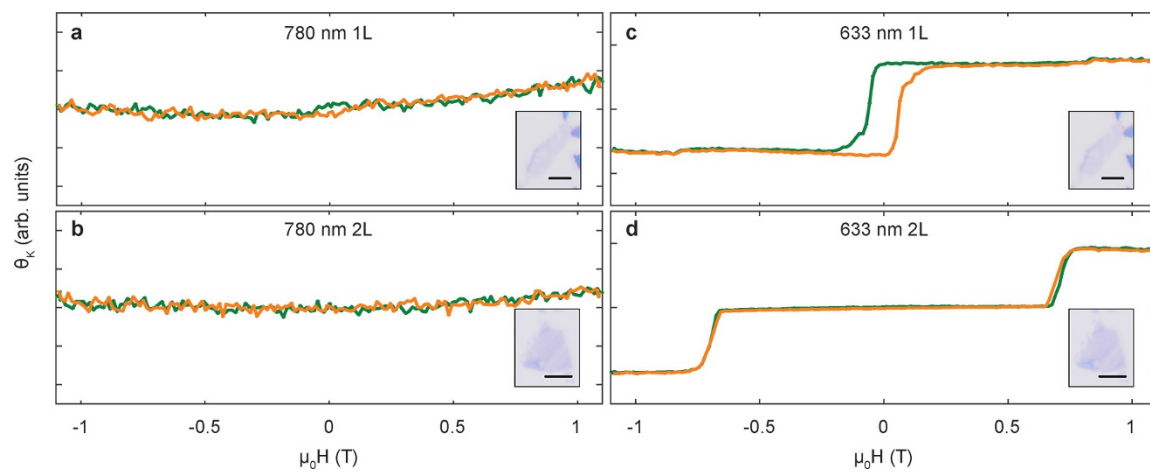 a 780 nm 1L
c 633 nm 1L
θK (arb. units)
b 780 nm 2L
d 633 nm 2L
-1 -0.5 0 0.5 1
-1 -0.5 0 0.5 1
μ0H (T)
μ0H (T)